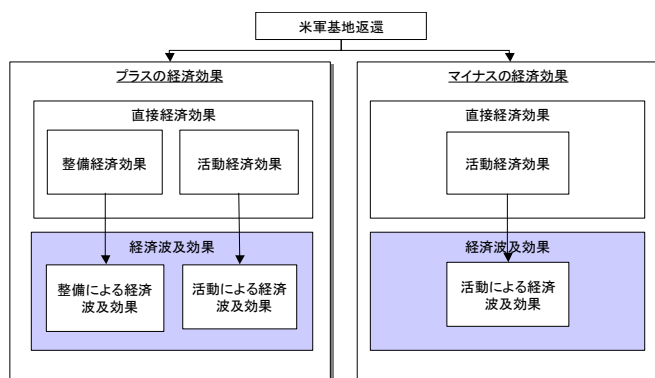 米軍基地返還
プラスの経済効果
直接経済効果
整備経済効果
活動経済効果
経済波及効果
整備による経済
波及効果
活動による経済
波及効果
マイナスの経済効果
直接経済効果
活動経済効果
経済波及効果
活動による経済
波及効果